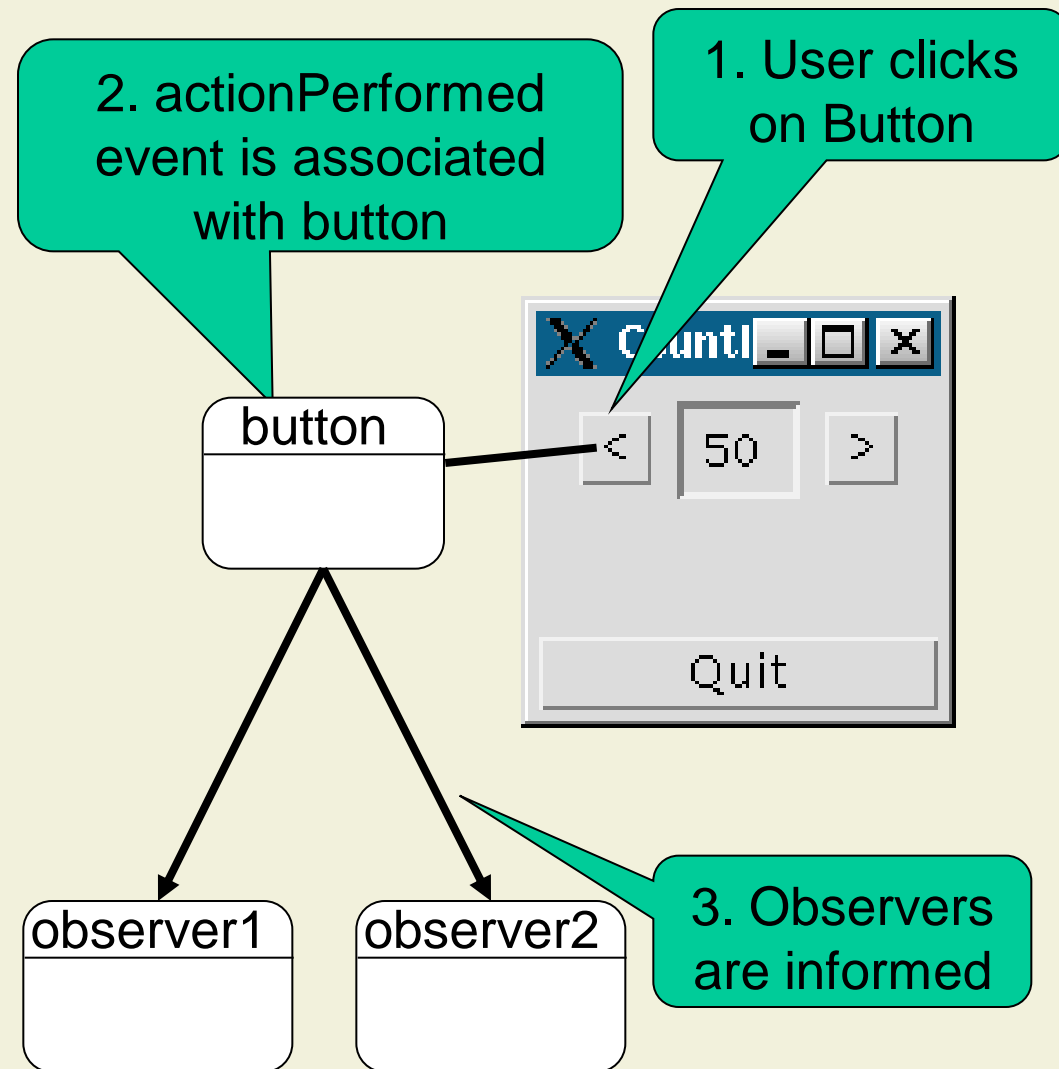 1. User clicks
on Button
2. actionPerformed
event is associated
with button
button
< 50 >
Quit
3. Observers
are informed
observer1
observer2